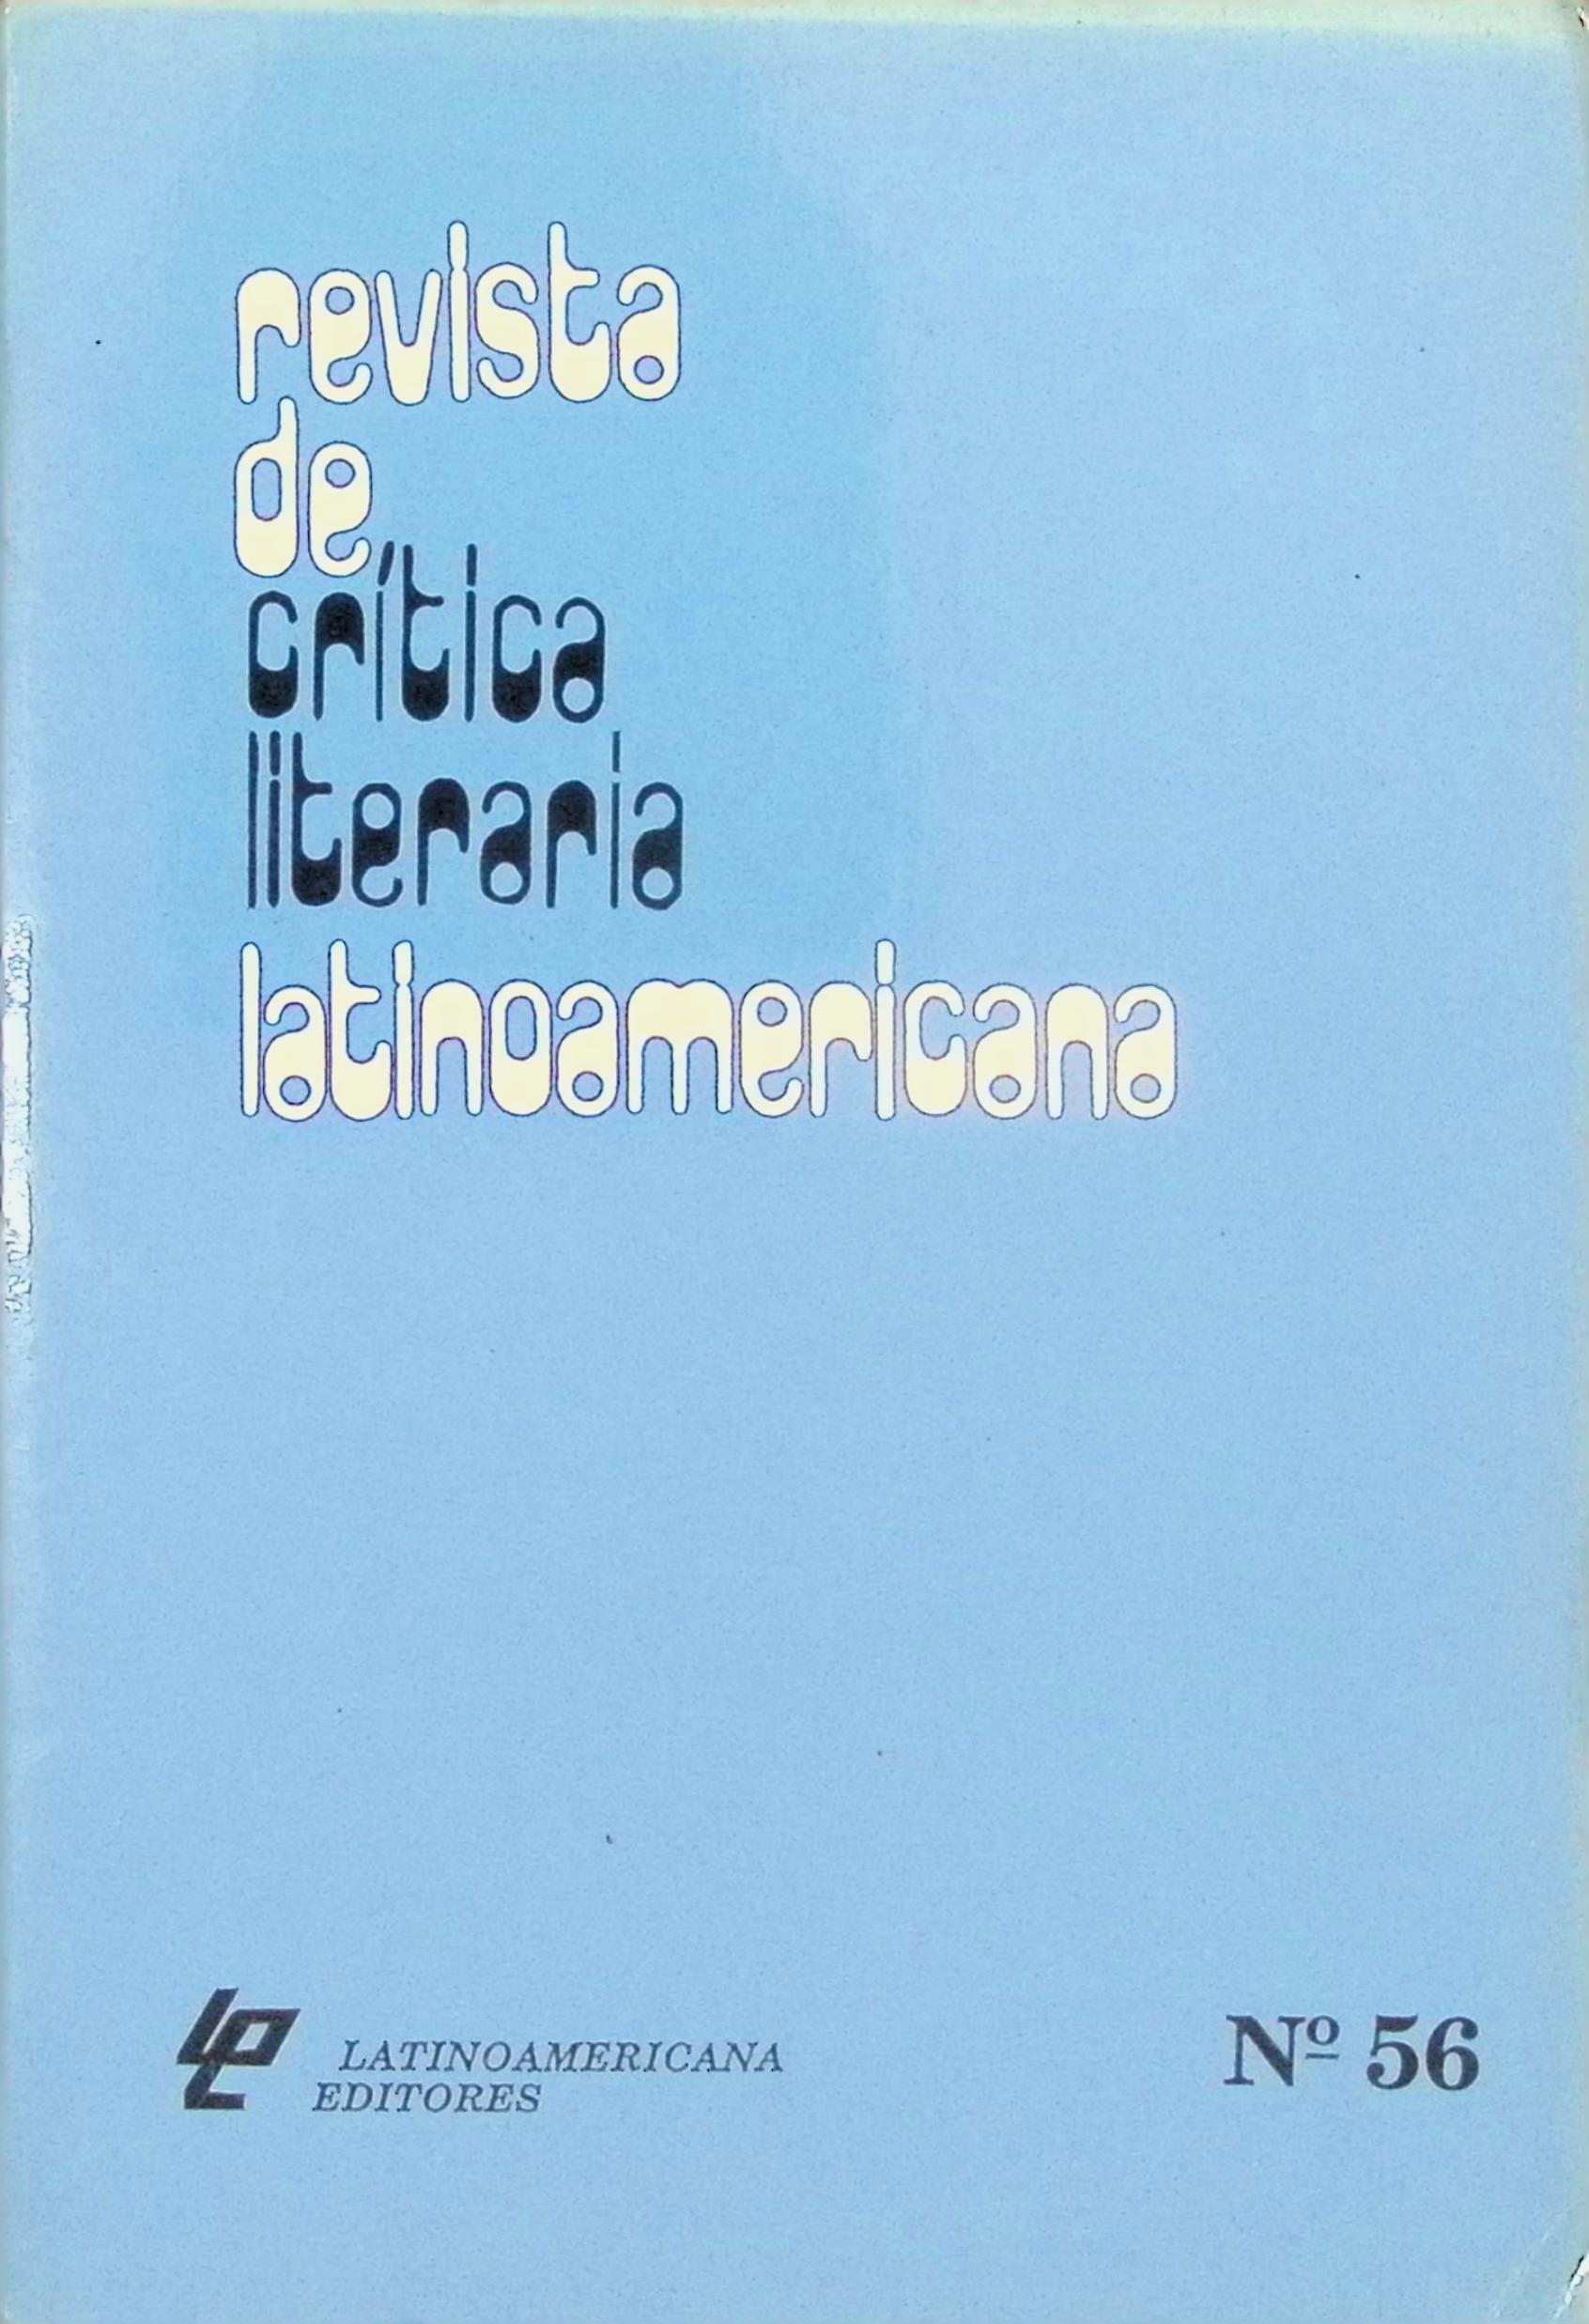 revista
de
crítica
literaria
latinoamericana
LATINOAMERICANA
EDITORES
Nº 56